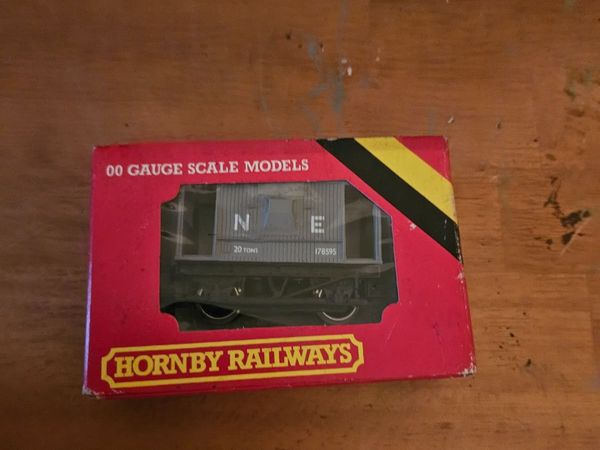 00 GAUGE SCALE MODELS
N E
20 TONS 178595
HORNBY RAILWAYS